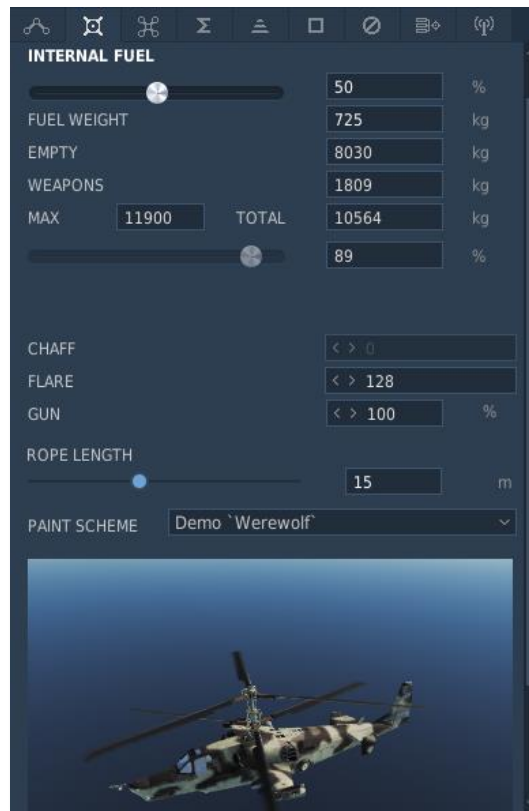 INTERNAL FUEL
50 %
FUEL WEIGHT 725 kg
EMPTY 8030 kg
WEAPONS 1809 kg
MAX 11900 TOTAL 10564 kg
89 %
CHAFF < > 0
FLARE < > 128
GUN < > 100 %
ROPE LENGTH
15 m
PAINT SCHEME Demo `Werewolf`